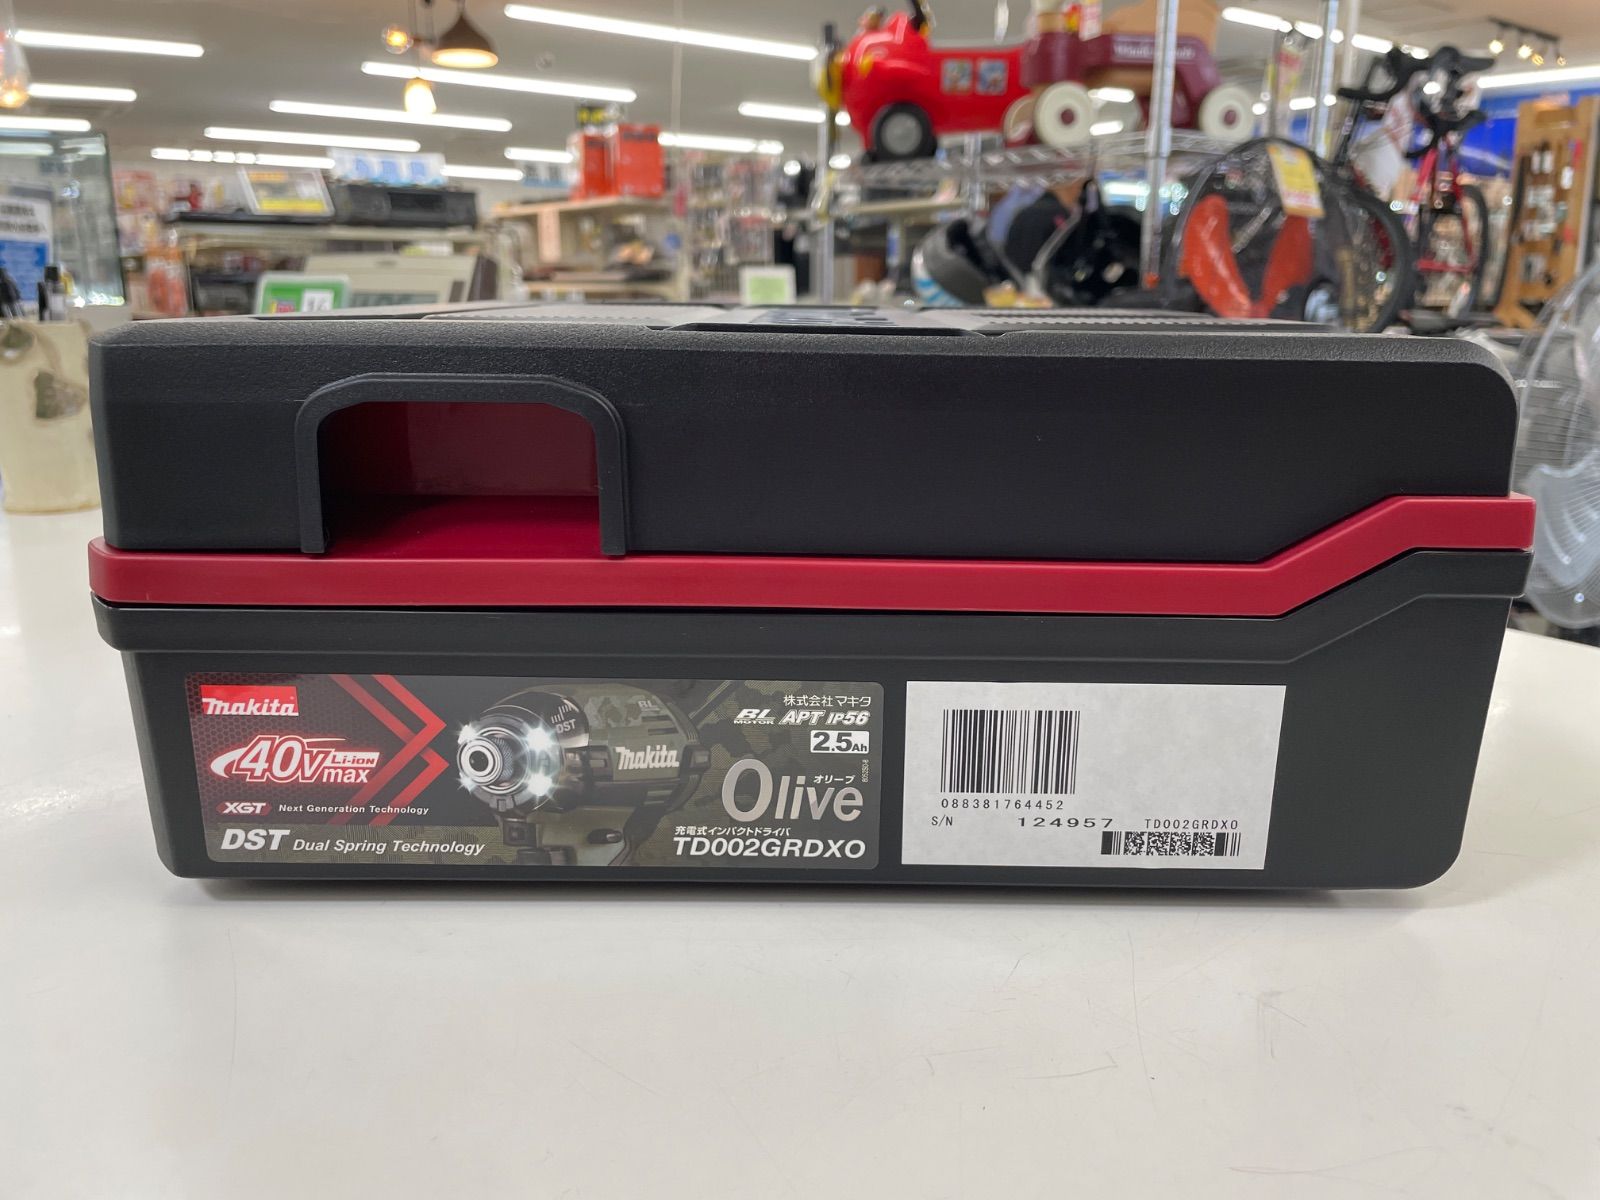 makita
40Vmax Li-ion
XGT Next Generation Technology
DST Dual Spring Technology
DST
BL
makita
株式会社マキタ
BL MOTOR APT IP56
2.5Ah
オリーブ
Olive
充電式インパクトドライバ
TD002GRDXO
088381764452
S/N 124957 TD002GRDXO